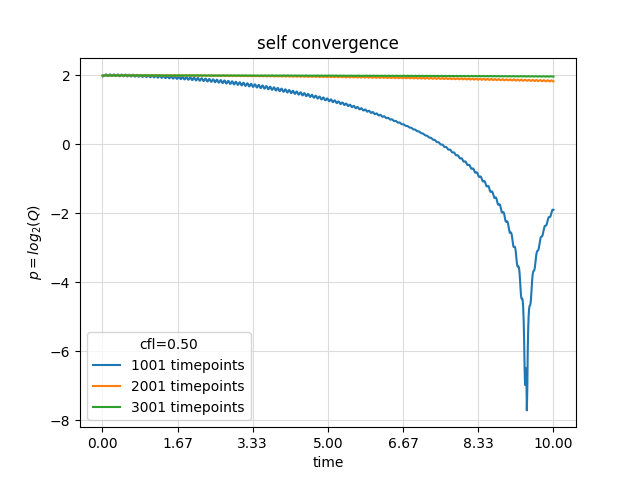 self convergence
p = log₂(Q)
2
0
−2
−4
−6
−8
cfl=0.50
1001 timepoints
2001 timepoints
3001 timepoints
0.00 1.67 3.33 5.00 6.67 8.33 10.00
time